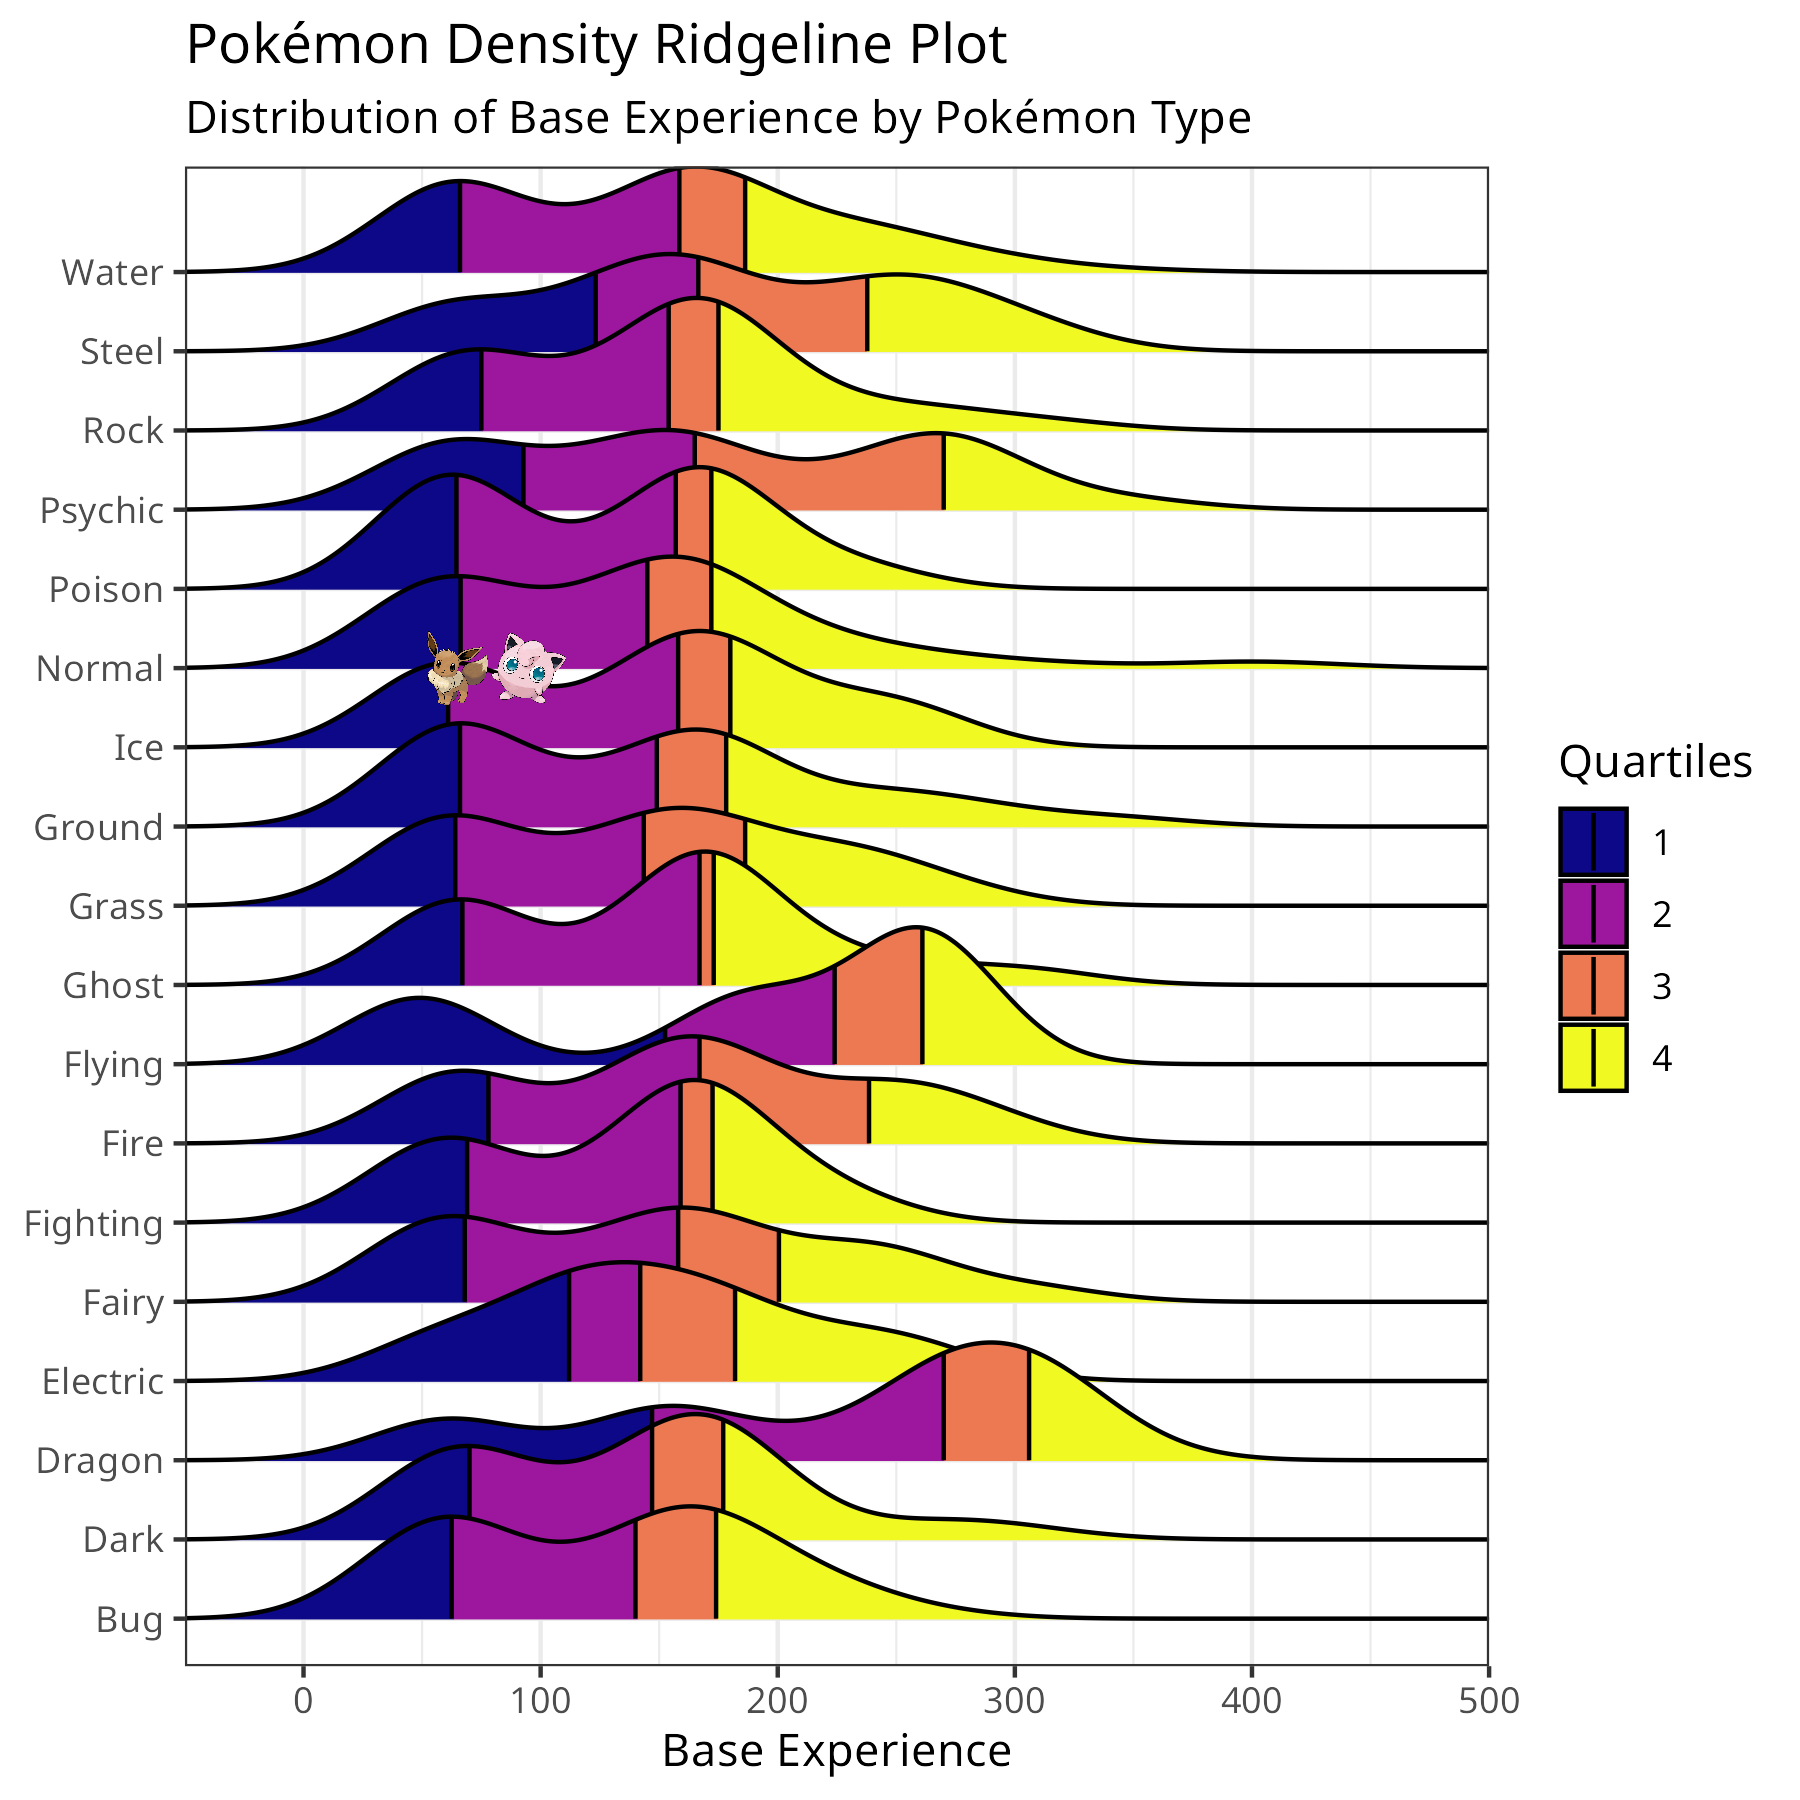 Pokémon Density Ridgeline Plot
Distribution of Base Experience by Pokémon Type
Water
Steel
Rock
Psychic
Poison
Normal
Ice
Ground
Grass
Ghost
Flying
Fire
Fighting
Fairy
Electric
Dragon
Dark
Bug
0 100 200 300 400 500
Base Experience
Quartiles
1
2
3
4